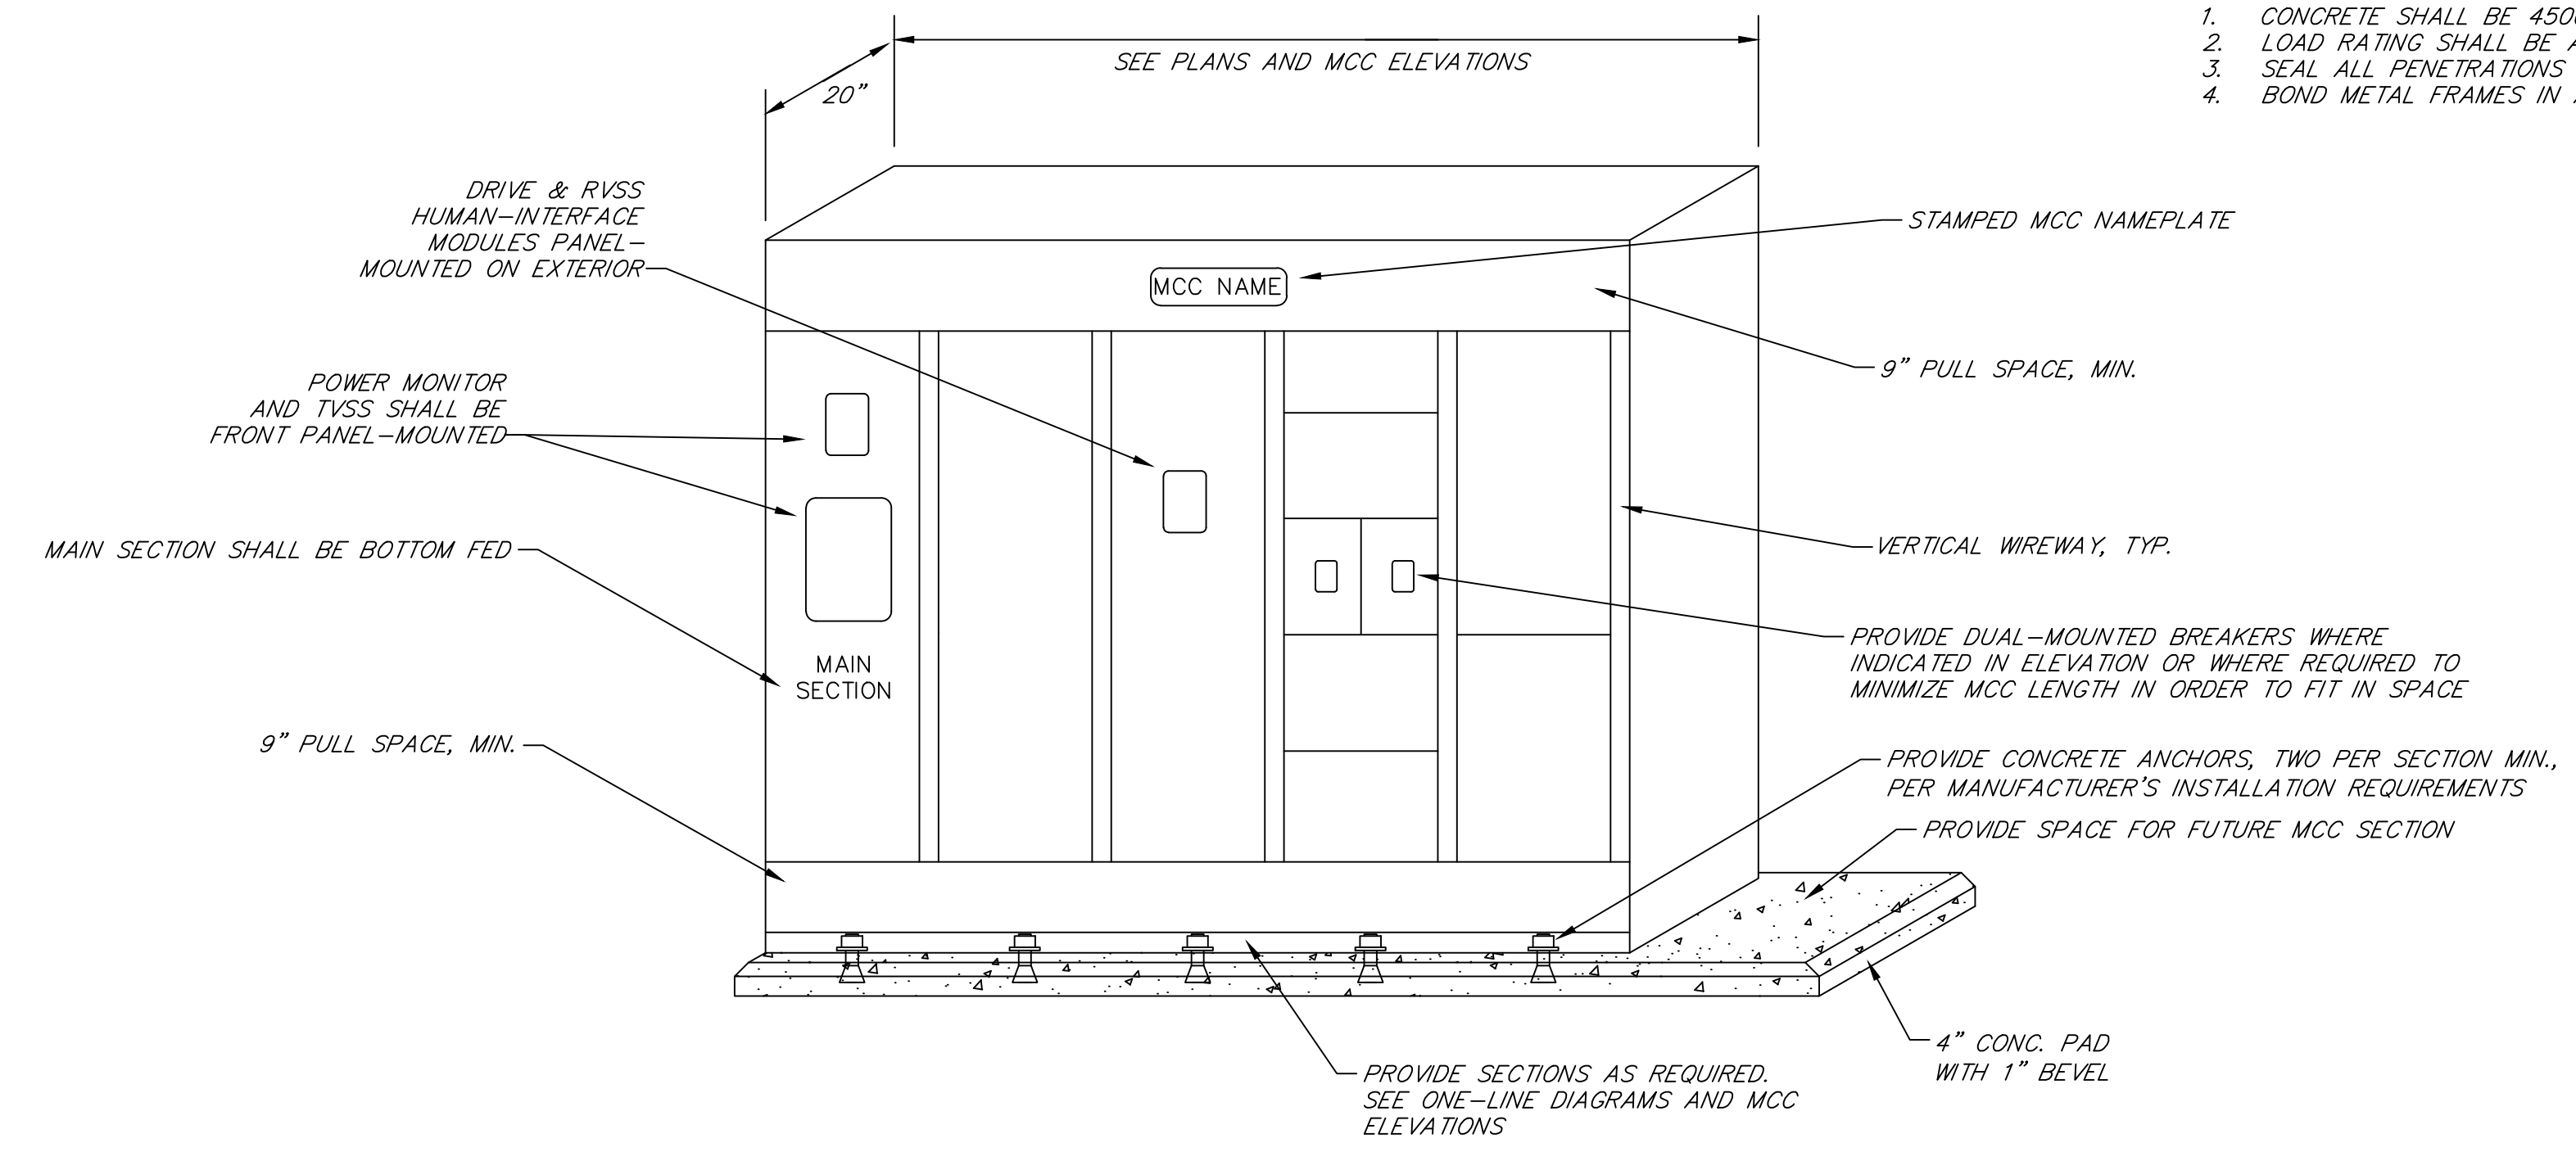 1. CONCRETE SHALL BE
2. LOAD RATING SHALL BE
3. SEAL ALL PENETRATIONS
4. BOND METAL FRAMES IN
SEE PLANS AND MCC ELEVATIONS
20"
DRIVE & RVSS
HUMAN-INTERFACE
MODULES PANEL-
MOUNTED ON EXTERIOR
STAMPED MCC NAMEPLATE
MCC NAME
9" PULL SPACE, MIN.
POWER MONITOR
AND TVSS SHALL BE
FRONT PANEL-MOUNTED
MAIN SECTION SHALL BE BOTTOM FED
VERTICAL WIREWAY, TYP.
MAIN
SECTION
PROVIDE DUAL-MOUNTED BREAKERS WHERE
INDICATED IN ELEVATION OR WHERE REQUIRED TO
MINIMIZE MCC LENGTH IN ORDER TO FIT IN SPACE
9" PULL SPACE, MIN.
PROVIDE CONCRETE ANCHORS, TWO PER SECTION MIN.,
PER MANUFACTURER'S INSTALLATION REQUIREMENTS
PROVIDE SPACE FOR FUTURE MCC SECTION
4" CONC. PAD
WITH 1" BEVEL
PROVIDE SECTIONS AS REQUIRED.
SEE ONE-LINE DIAGRAMS AND MCC
ELEVATIONS